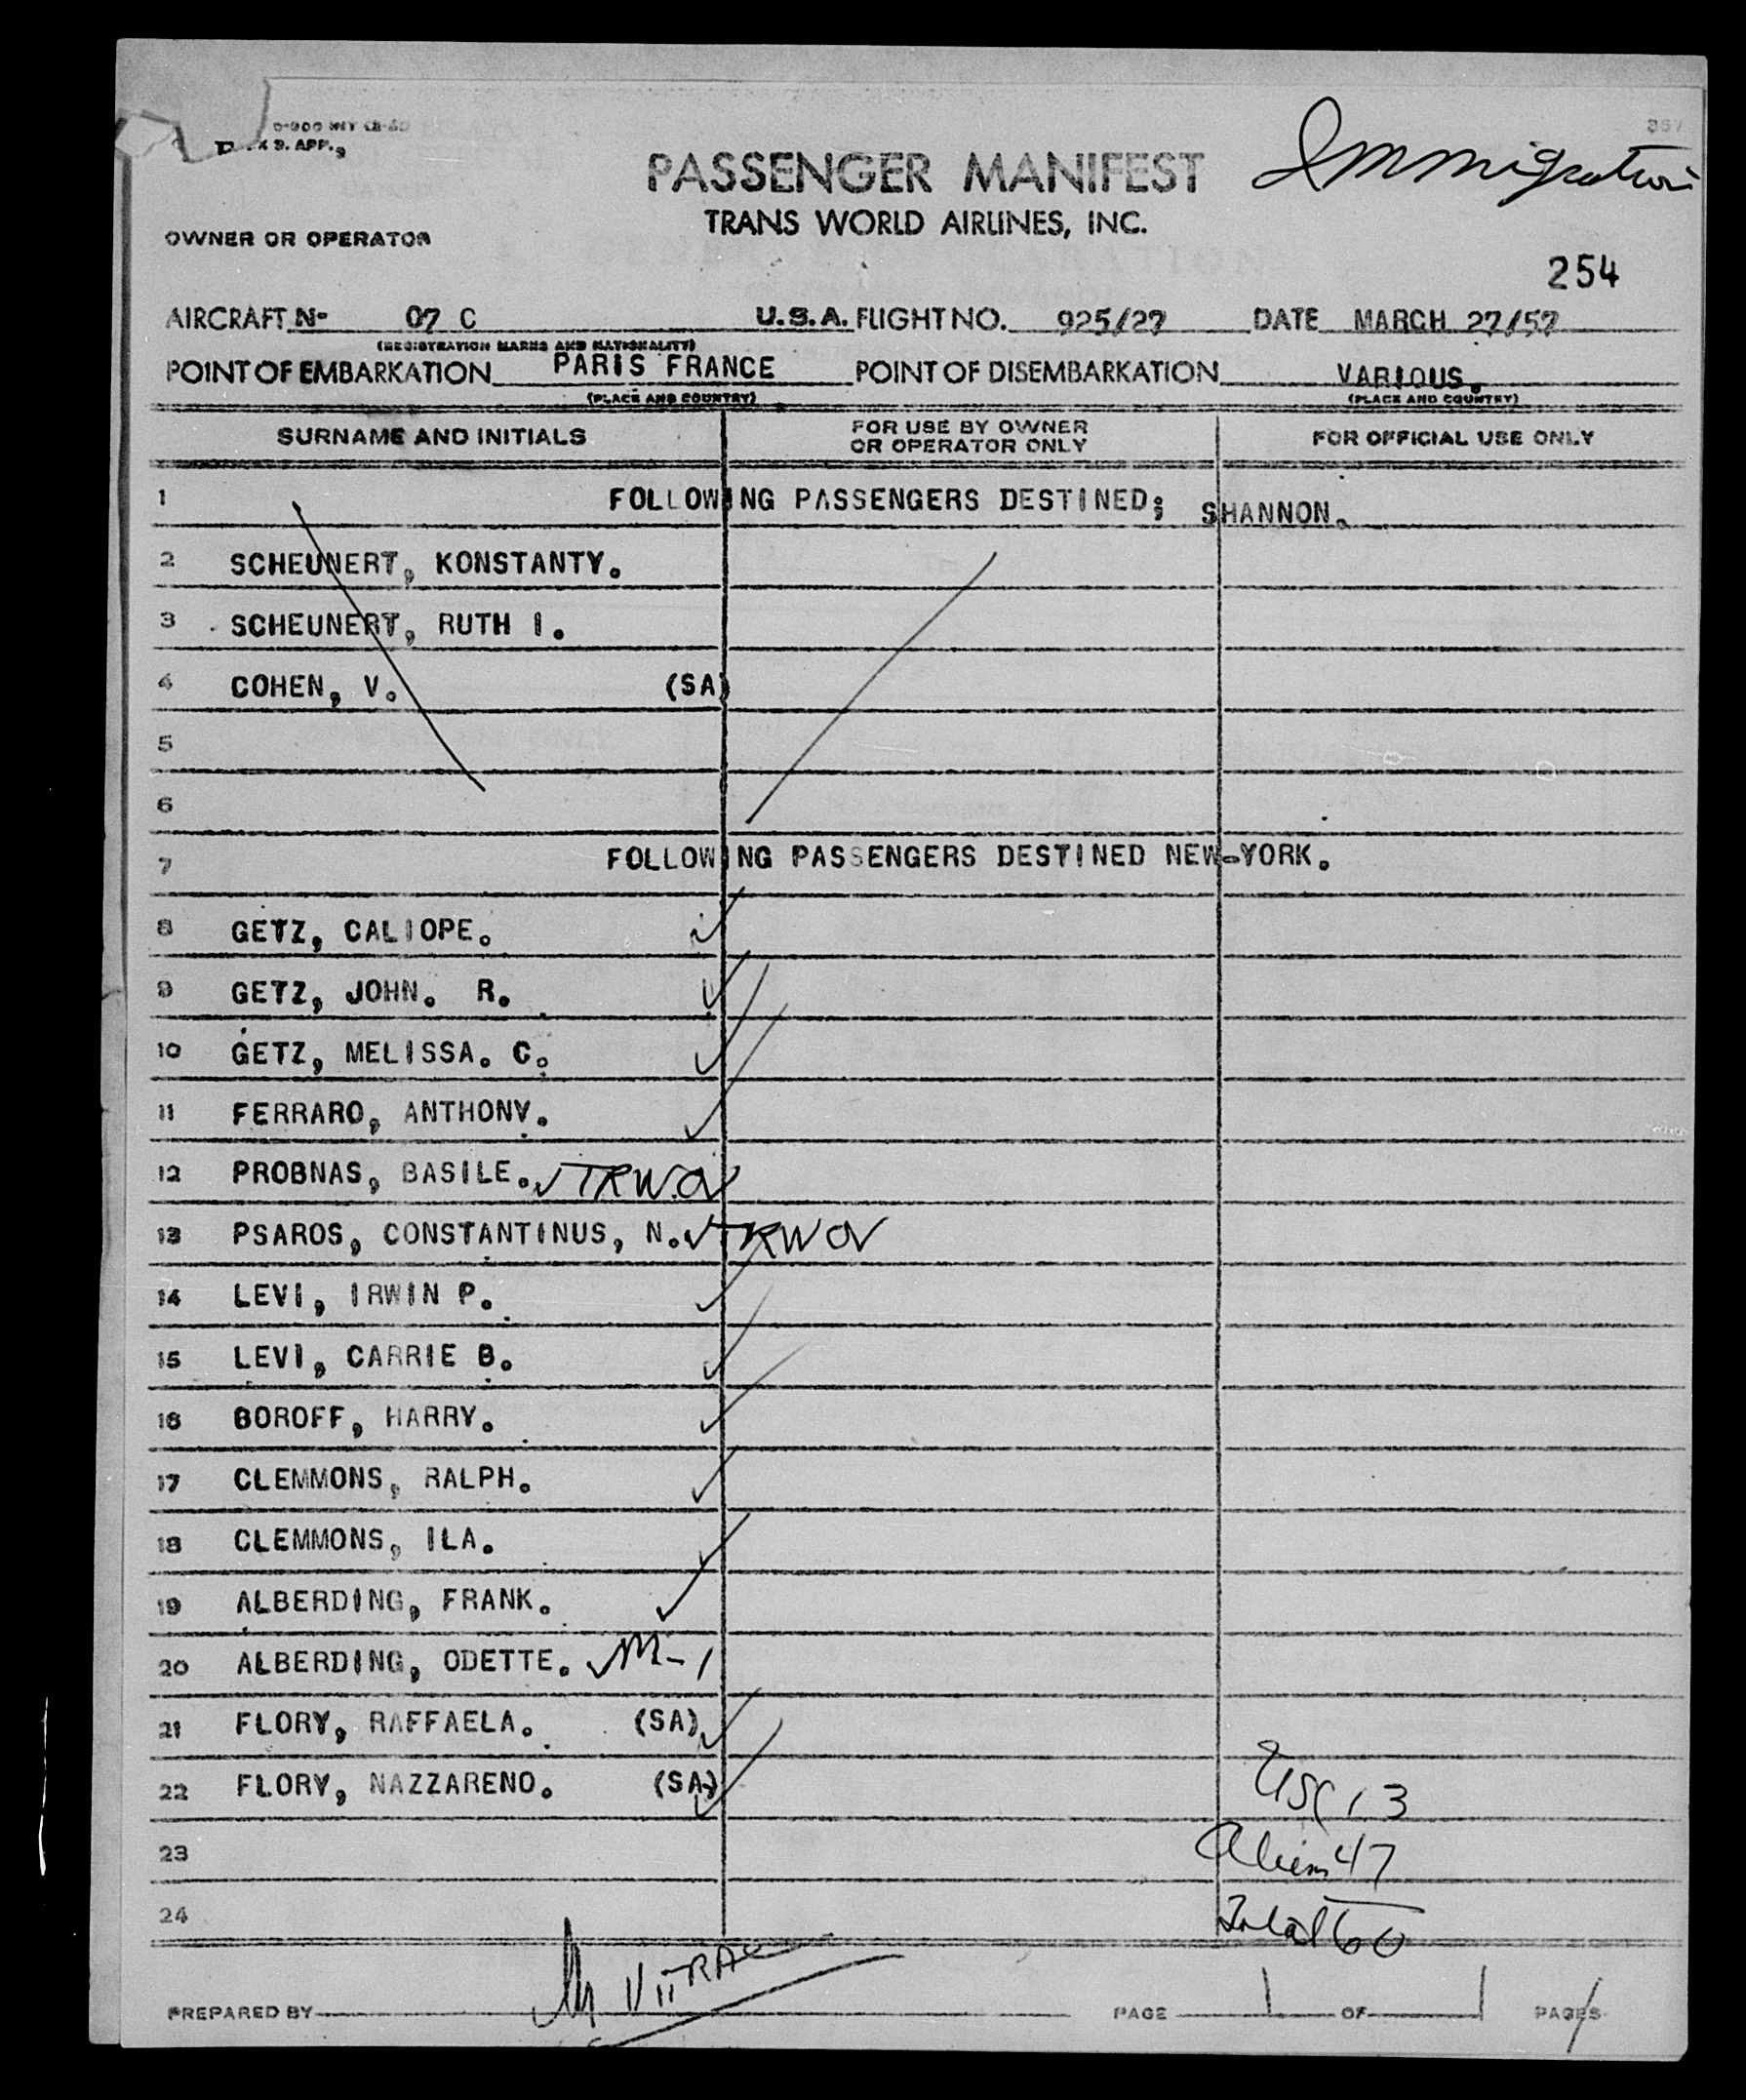 PASSENGER MANIFEST Immigration
TRANS WORLD AIRLINES, INC.
OWNER OR OPERATOR
254
AIRCRAFT N- 07 C U.S.A. FLIGHT NO. 925/27 DATE MARCH 27/57
(REGISTRATION MARKS AND NATIONALITY)
POINT OF EMBARKATION PARIS FRANCE POINT OF DISEMBARKATION VARIOUS.
(PLACE AND COUNTRY) (PLACE AND COUNTRY)
SURNAME AND INITIALS FOR USE BY OWNER OR OPERATOR ONLY FOR OFFICIAL USE ONLY
1 FOLLOWING PASSENGERS DESTINED; SHANNON.
2 SCHEUNERT, KONSTANTY.
3 SCHEUNERT, RUTH I.
4 COHEN, V. (SA)
5
6
7 FOLLOWING PASSENGERS DESTINED NEW-YORK.
8 GETZ, CALIOPE. ✓
9 GETZ, JOHN. R. ✓
10 GETZ, MELISSA. C. ✓
11 FERRARO, ANTHONY. ✓
12 PROBNAS, BASILE. ✓ TRWOV
13 PSAROS, CONSTANTINUS, N. ✓ TRWOV
14 LEVI, IRWIN P. ✓
15 LEVI, CARRIE B. ✓
16 BOROFF, HARRY. ✓
17 CLEMMONS, RALPH. ✓
18 CLEMMONS, ILA. ✓
19 ALBERDING, FRANK. ✓
20 ALBERDING, ODETTE. ✓ M-1
21 FLORY, RAFFAELA. (SA) ✓
22 FLORY, NAZZARENO. (SA) ✓ USC 13
23 Alien 47
24 Total 60
PREPARED BY PAGE 1 OF 1 PAGES